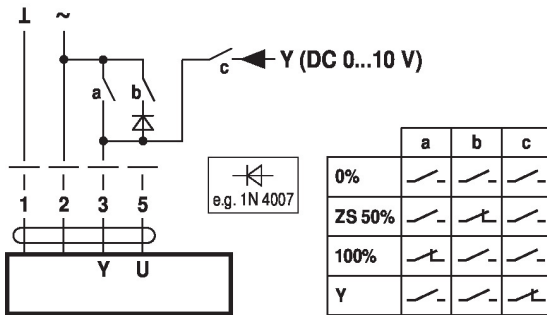 ⊥ ~
a b c Y (DC 0...10 V)
1 2 3 5
Y U
e.g. 1N 4007
a b c
0%
ZS 50%
100%
Y